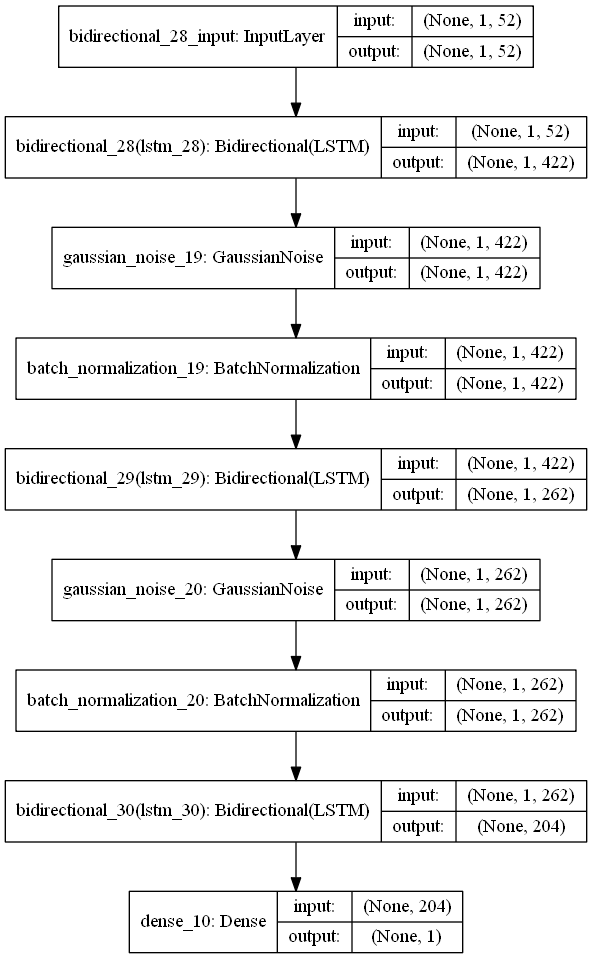 bidirectional_28_input: InputLayer
input: (None, 1, 52)
output: (None, 1, 52)
bidirectional_28(lstm_28): Bidirectional(LSTM)
input: (None, 1, 52)
output: (None, 1, 422)
gaussian_noise_19: GaussianNoise
input: (None, 1, 422)
output: (None, 1, 422)
batch_normalization_19: BatchNormalization
input: (None, 1, 422)
output: (None, 1, 422)
bidirectional_29(lstm_29): Bidirectional(LSTM)
input: (None, 1, 422)
output: (None, 1, 262)
gaussian_noise_20: GaussianNoise
input: (None, 1, 262)
output: (None, 1, 262)
batch_normalization_20: BatchNormalization
input: (None, 1, 262)
output: (None, 1, 262)
bidirectional_30(lstm_30): Bidirectional(LSTM)
input: (None, 1, 262)
output: (None, 204)
dense_10: Dense
input: (None, 204)
output: (None, 1)